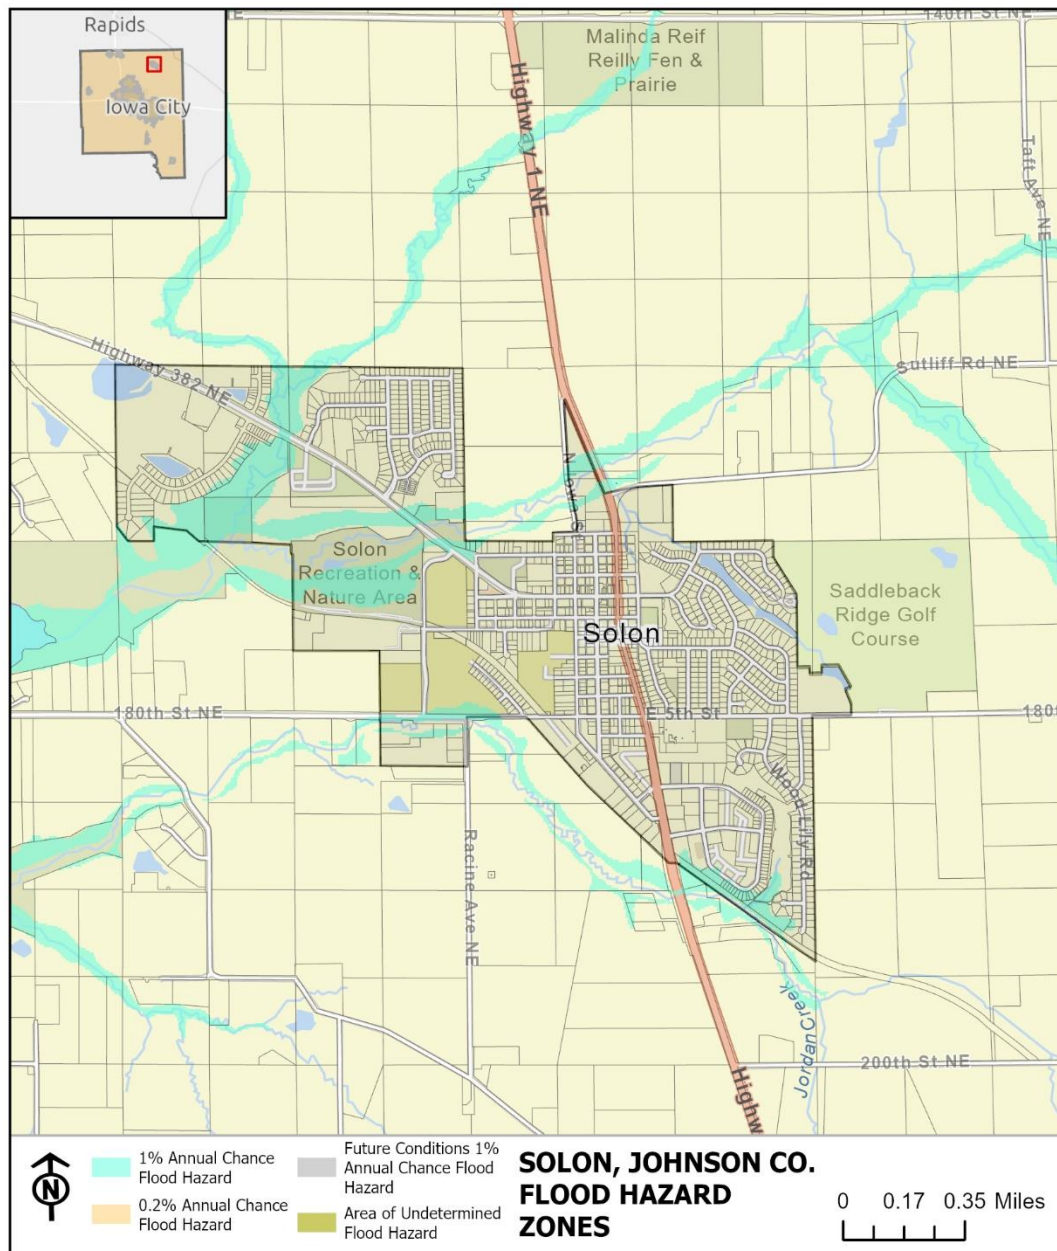 Rapids
Iowa City
NE
140th St NE
Malinda Reif
Reilly Fen &
Prairie
Highway 1 NE
Taft Ave NE
Highway 382 NE
Sutliff Rd NE
N Iowa St
Solon
Recreation &
Nature Area
Saddleback
Ridge Golf
Course
Solon
180th St NE
E 5th St
180th
Wood Lily Rd
Racine Ave NE
Jordan Creek
200th St NE
Highw
1% Annual Chance
Flood Hazard
0.2% Annual Chance
Flood Hazard
Future Conditions 1%
Annual Chance Flood
Hazard
Area of Undetermined
Flood Hazard
SOLON, JOHNSON CO.
FLOOD HAZARD
ZONES
0 0.17 0.35 Miles
N